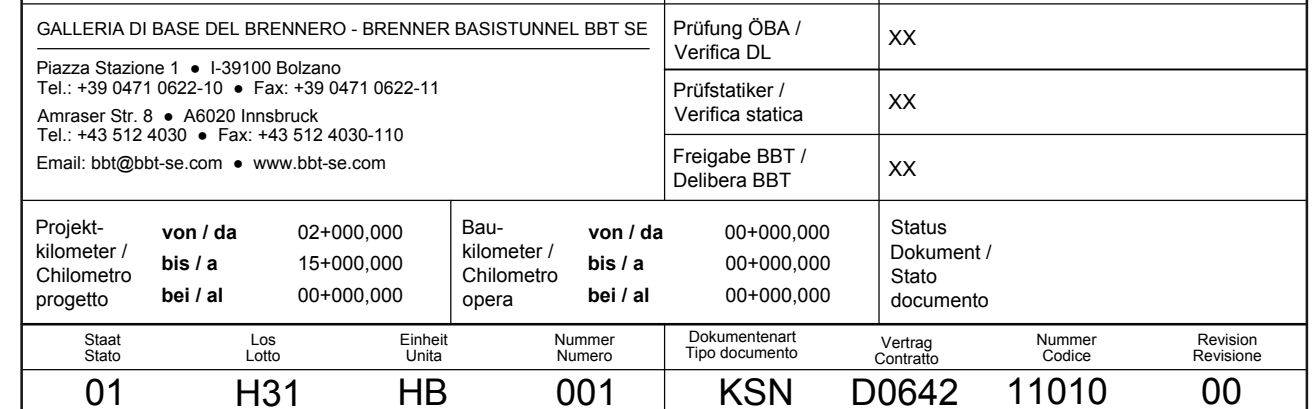 GALLERIA DI BASE DEL BRENNERO - BRENNER BASISTUNNEL BBT SE
Piazza Stazione 1 ● I-39100 Bolzano
Tel.: +39 0471 0622-10 ● Fax: +39 0471 0622-11
Amraser Str. 8 ● A6020 Innsbruck
Tel.: +43 512 4030 ● Fax: +43 512 4030-110
Email: bbt@bbt-se.com ● www.bbt-se.com
Prüfung ÖBA /
Verifica DL
XX
Prüfstatiker /
Verifica statica
XX
Freigabe BBT /
Delibera BBT
XX
Projekt-
kilometer /
Chilometro
progetto
von / da 02+000,000
bis / a 15+000,000
bei / al 00+000,000
Bau-
kilometer /
Chilometro
opera
von / da 00+000,000
bis / a 00+000,000
bei / al 00+000,000
Status
Dokument /
Stato
documento
Staat
Stato
01
Los
Lotto
H31
Einheit
Unita
HB
Nummer
Numero
001
Dokumentenart
Tipo documento
KSN
Vertrag
Contratto
D0642
Nummer
Codice
11010
Revision
Revisione
00